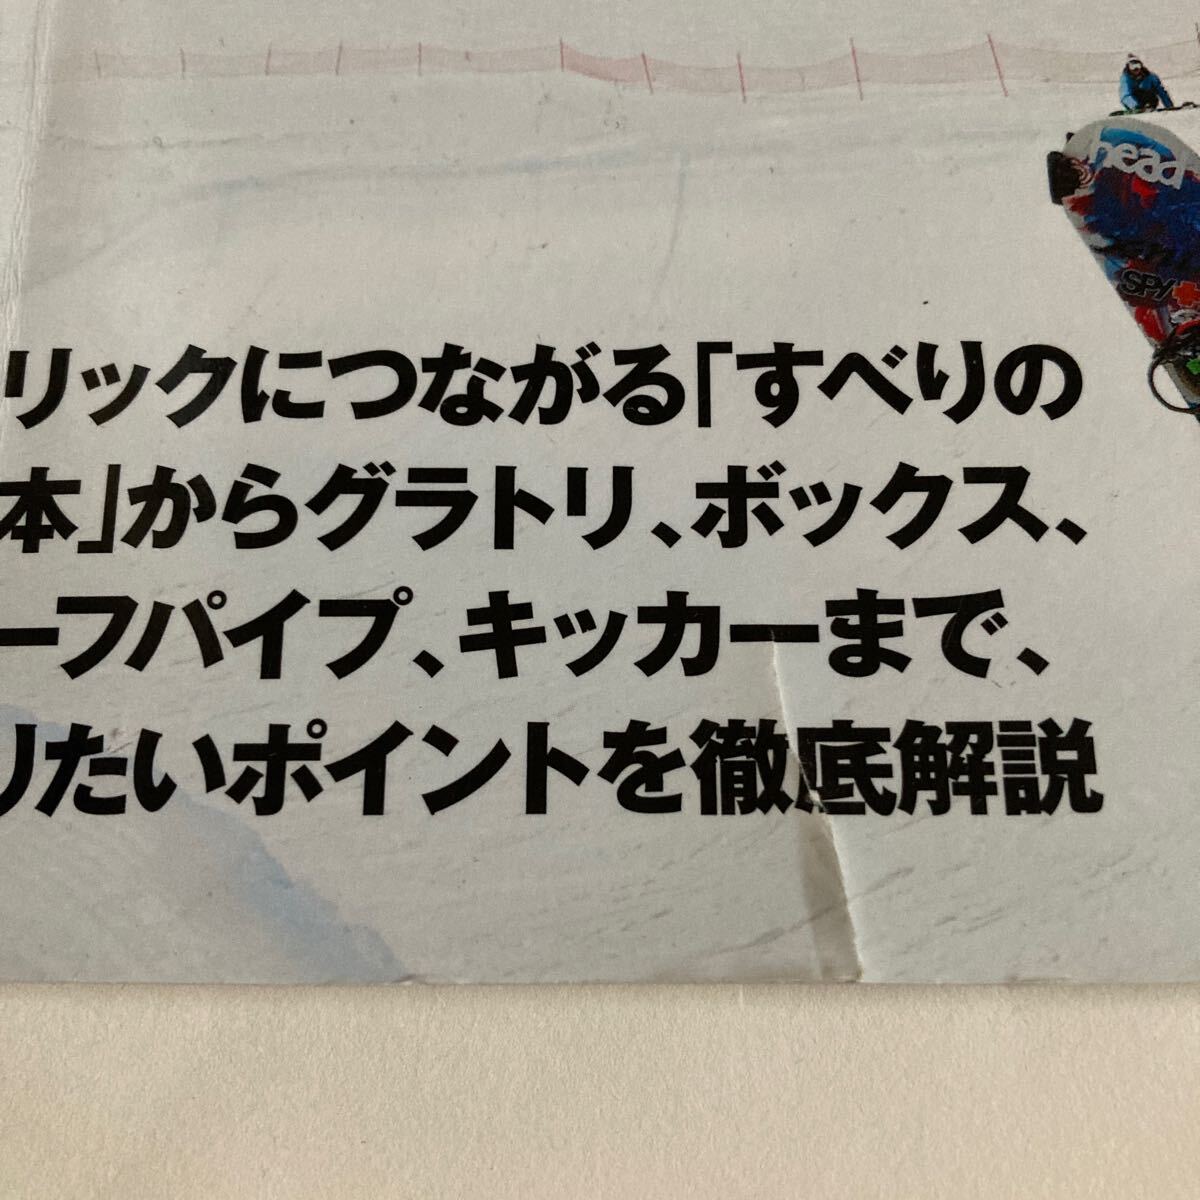 head
SPY
リックにつながる「すべりの
本」からグラトリ、ボックス、
ーフパイプ、キッカーまで、
りたいポイントを徹底解説